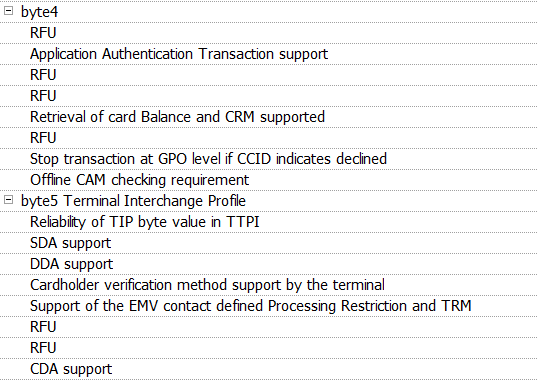 byte4
RFU
Application Authentication Transaction support
RFU
RFU
Retrieval of card Balance and CRM supported
RFU
Stop transaction at GPO level if CCID indicates declined
Offline CAM checking requirement
byte5 Terminal Interchange Profile
Reliability of TIP byte value in TTPI
SDA support
DDA support
Cardholder verification method support by the terminal
Support of the EMV contact defined Processing Restriction and TRM
RFU
RFU
CDA support